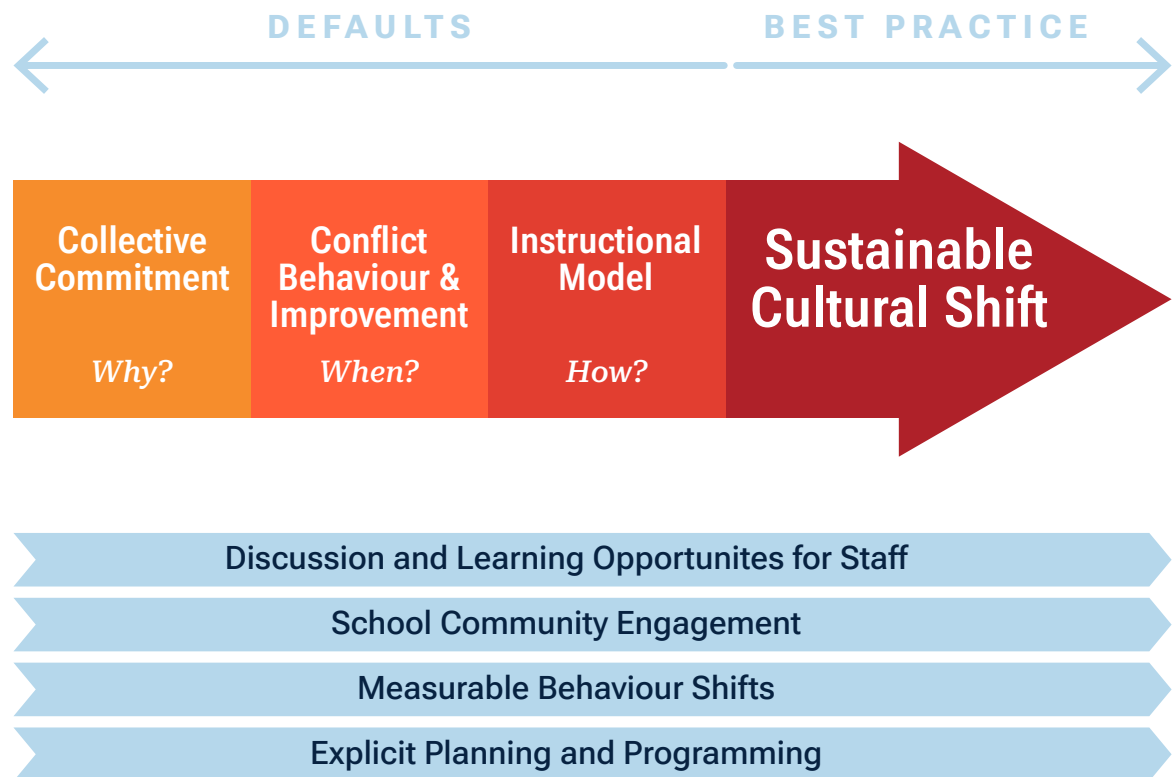 DEFAULTS
BEST PRACTICE
Collective
Commitment
Why?
Conflict
Behaviour &
Improvement
When?
Instructional
Model
How?
Sustainable
Cultural Shift
Discussion and Learning Opportunites for Staff
School Community Engagement
Measurable Behaviour Shifts
Explicit Planning and Programming